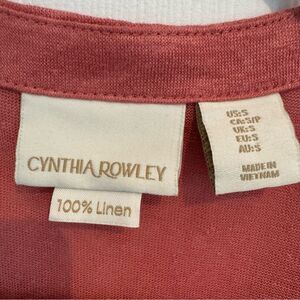 CYNTHIA ROWLEY
100% Linen
US:S
CA:S/P
UK:S
EU:S
AU:S
MADE IN
VIETNAM